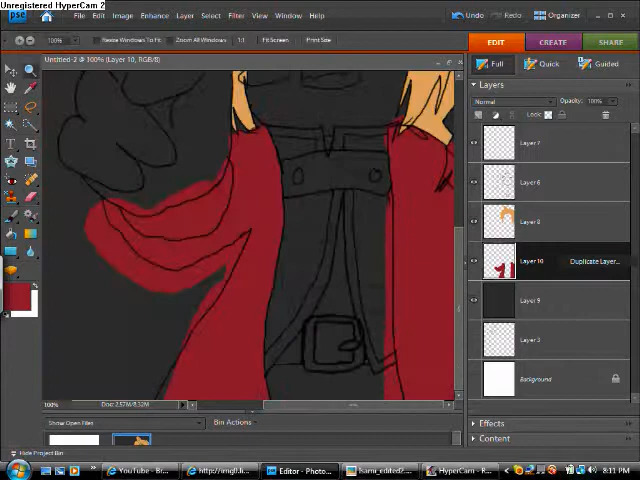 Unregistered HyperCam 2
pse File Edit Image Enhance Layer Select Filter View Window Help Undo Redo Organizer
100% Resize Windows To Fit Zoom All Windows 1:1 Fit Screen Print Size
EDIT CREATE SHARE
Untitled-2 @ 100% (Layer 10, RGB/8)
Full Quick Guided
Layers
Normal Opacity: 100%
Lock:
Layer 7
Layer 6
Layer 8
Layer 10 Duplicate Layer...
Layer 9
Layer 3
Background
100% Doc: 2.57M/8.32M
Show Open Files Bin Actions
Effects
Content
Hide Project Bin
YouTube - Br... http://img0. Editor - Photo... HyperCam - R... 8:11 PM